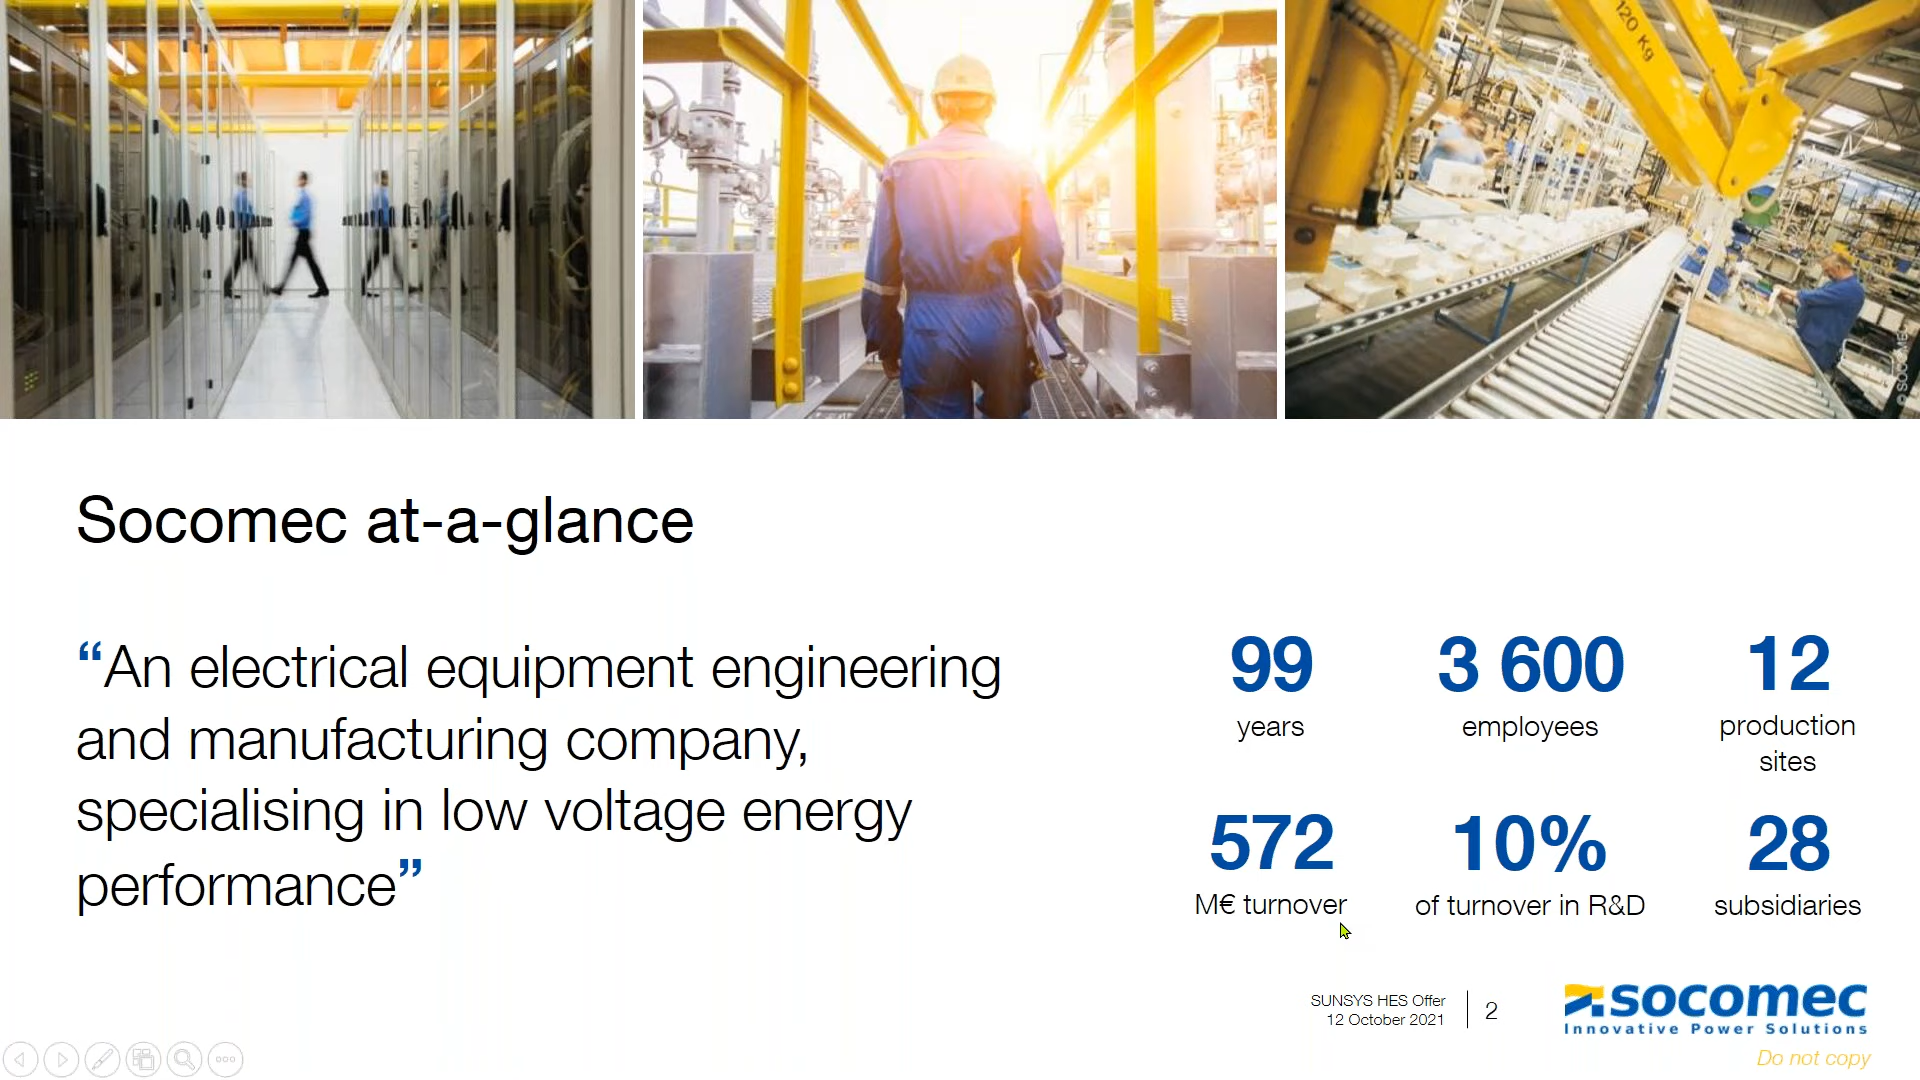 120 Kg
© SOCOMEC
Socomec at-a-glance
“An electrical equipment engineering
and manufacturing company,
specialising in low voltage energy
performance”
99
years
3 600
employees
12
production
sites
572
M€ turnover
10%
of turnover in R&D
28
subsidiaries
SUNSYS HES Offer
12 October 2021
2
socomec
Innovative Power Solutions
Do not copy